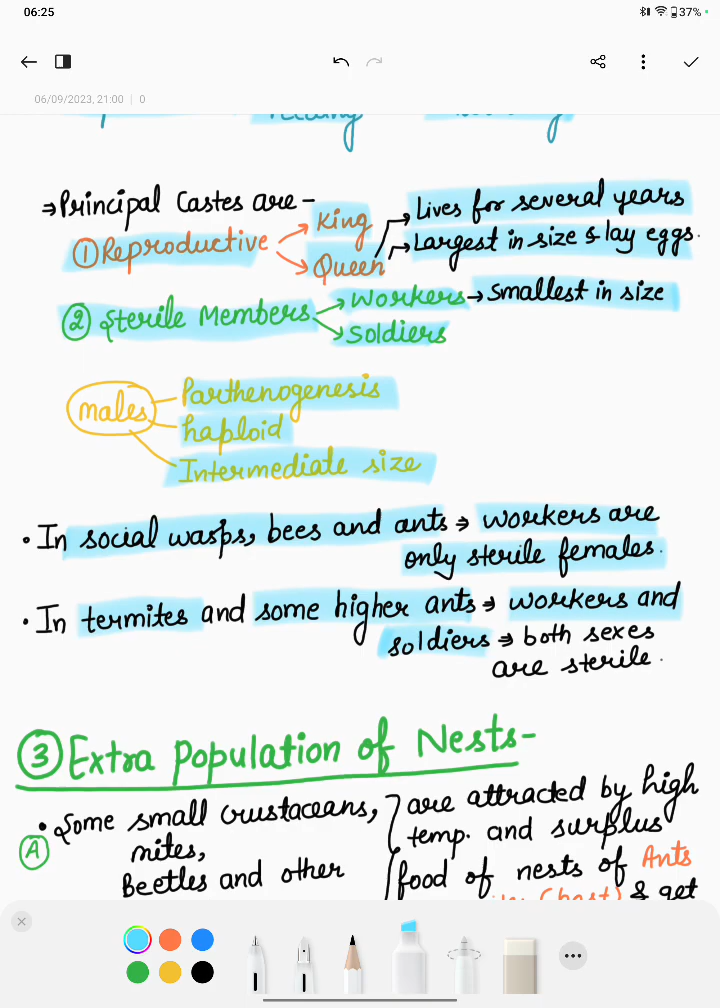 06:25
37%
06/09/2023, 21:00 | 0
⇒Principal Castes are –
① Reproductive → King
→ Queen → Lives for several years
→ Largest in size & lay eggs.
② Sterile Members → Workers → Smallest in size
→ Soldiers
males – Parthenogenesis
– haploid
– Intermediate size
• In social wasps, bees and ants ⇒ workers are
only sterile females.
• In termites and some higher ants ⇒ workers and
soldiers ⇒ both sexes
are sterile.
③ Extra Population of Nests-
Ⓐ • Some small crustaceans,
mites,
Beetles and other
are attracted by high
temp. and surplus
food of nests of Ants
(host) & get